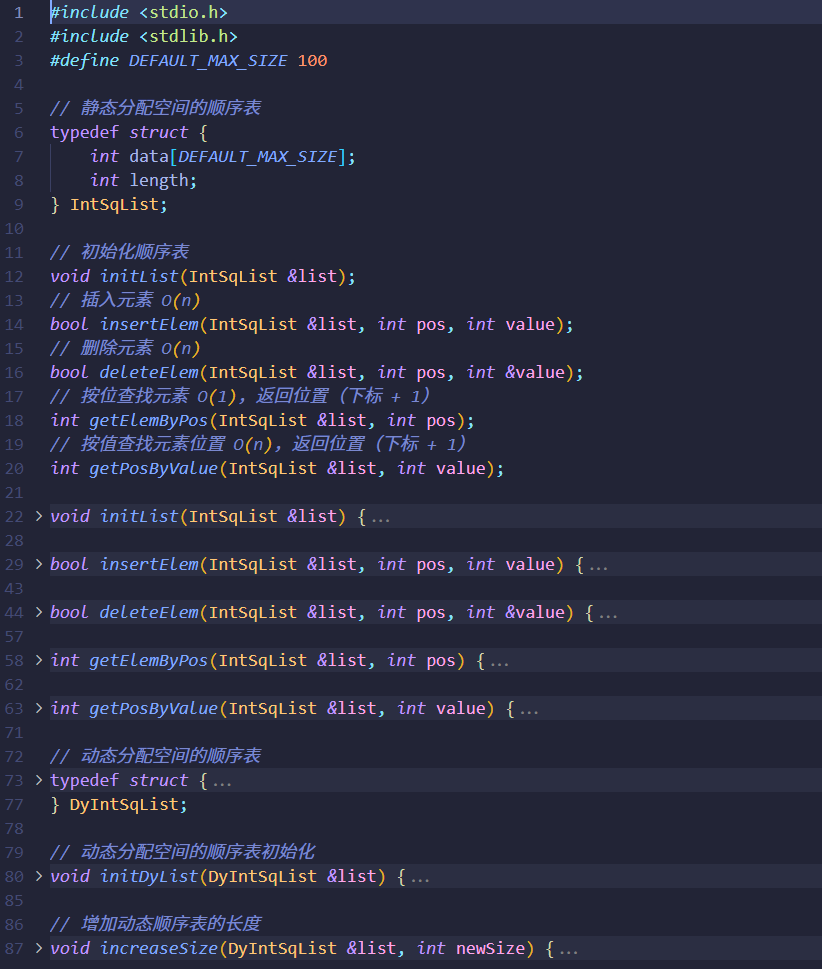 1 #include <stdio.h>
2 #include <stdlib.h>
3 #define DEFAULT_MAX_SIZE 100
4
5 // 静态分配空间的顺序表
6 typedef struct {
7     int data[DEFAULT_MAX_SIZE];
8     int length;
9 } IntSqList;
10
11 // 初始化顺序表
12 void initList(IntSqList &list);
13 // 插入元素 O(n)
14 bool insertElem(IntSqList &list, int pos, int value);
15 // 删除元素 O(n)
16 bool deleteElem(IntSqList &list, int pos, int &value);
17 // 按位查找元素 O(1)，返回位置（下标 + 1）
18 int getElemByPos(IntSqList &list, int pos);
19 // 按值查找元素位置 O(n)，返回位置（下标 + 1）
20 int getPosByValue(IntSqList &list, int value);
21
22 void initList(IntSqList &list) {...
28
29 bool insertElem(IntSqList &list, int pos, int value) {...
43
44 bool deleteElem(IntSqList &list, int pos, int &value) {...
57
58 int getElemByPos(IntSqList &list, int pos) {...
62
63 int getPosByValue(IntSqList &list, int value) {...
71
72 // 动态分配空间的顺序表
73 typedef struct {...
77 } DyIntSqList;
78
79 // 动态分配空间的顺序表初始化
80 void initDyList(DyIntSqList &list) {...
85
86 // 增加动态顺序表的长度
87 void increaseSize(DyIntSqList &list, int newSize) {...